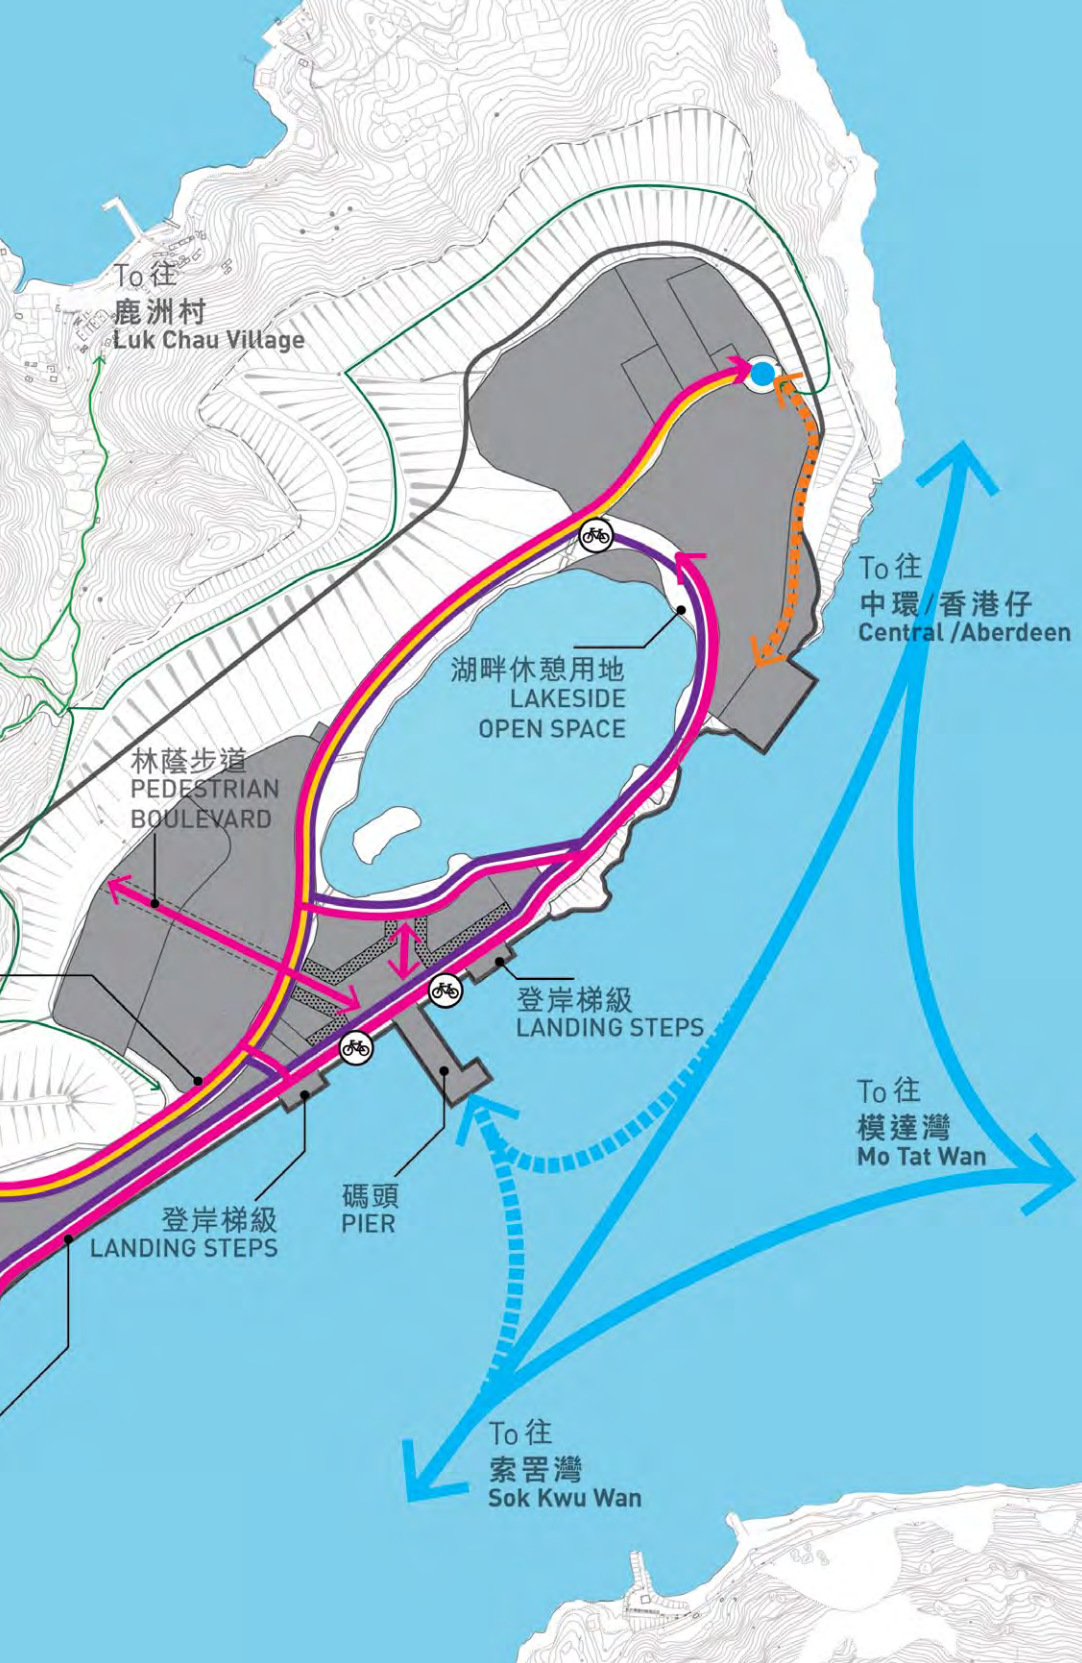 To 往
鹿洲村
Luk Chau Village
To 往
中環/香港仔
Central /Aberdeen
湖畔休憩用地
LAKESIDE
OPEN SPACE
林蔭步道
PEDESTRIAN
BOULEVARD
登岸梯級
LANDING STEPS
To 往
模達灣
Mo Tat Wan
碼頭
PIER
登岸梯級
LANDING STEPS
To 往
索罟灣
Sok Kwu Wan